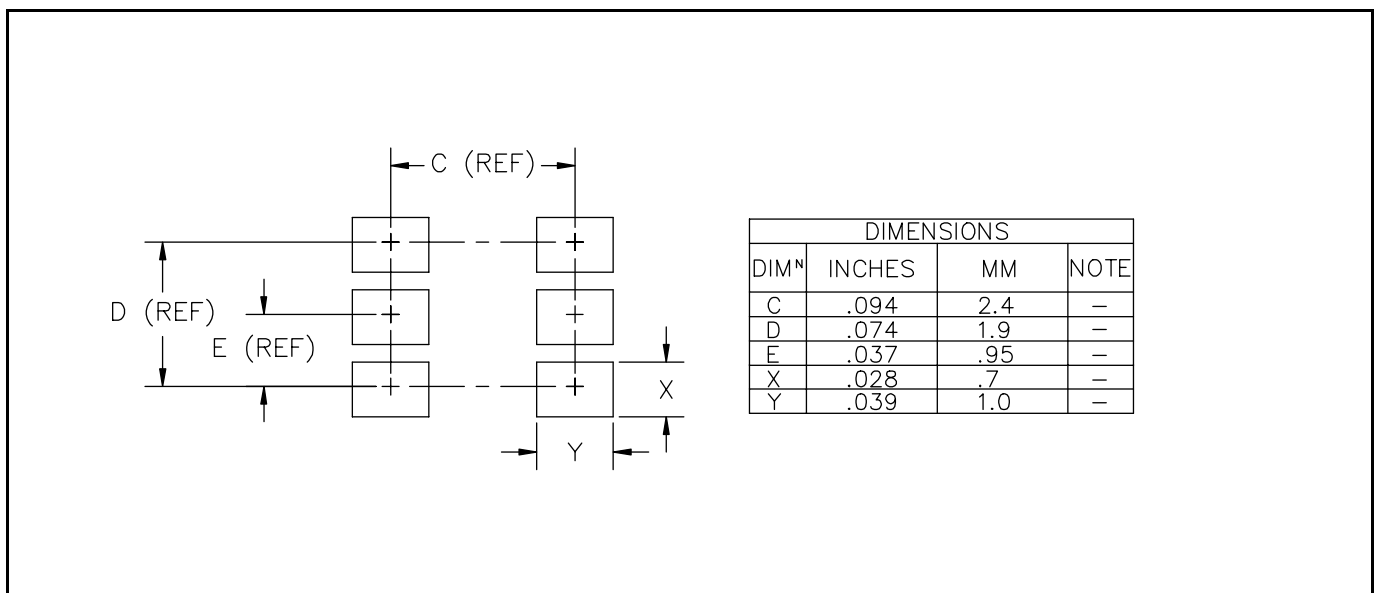 C (REF)
D (REF)
E (REF)
X
Y
DIMENSIONS
DIMᴺ INCHES MM NOTE
C .094 2.4 –
D .074 1.9 –
E .037 .95 –
X .028 .7 –
Y .039 1.0 –